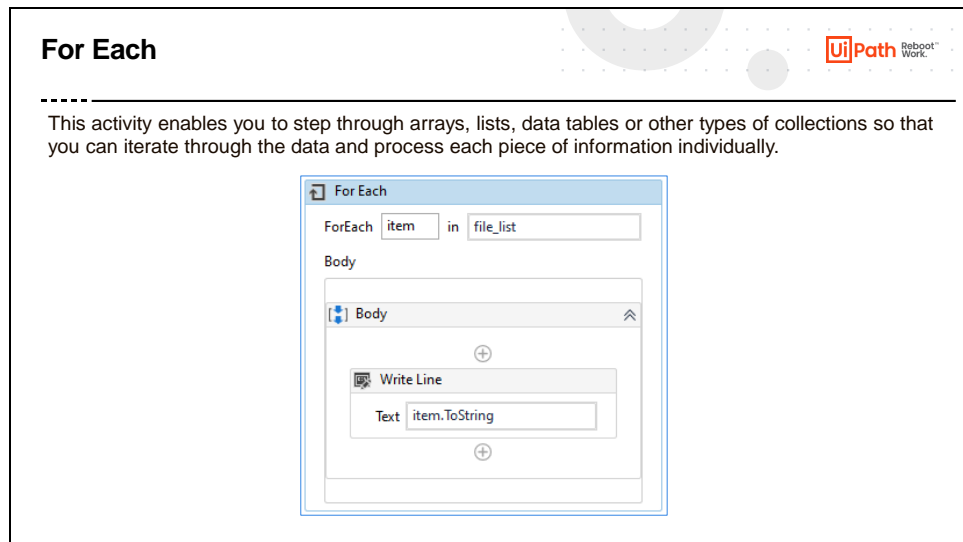 For Each
UiPath Reboot™ Work.
This activity enables you to step through arrays, lists, data tables or other types of collections so that
you can iterate through the data and process each piece of information individually.
For Each
ForEach item in file_list
Body
Body
Write Line
Text item.ToString